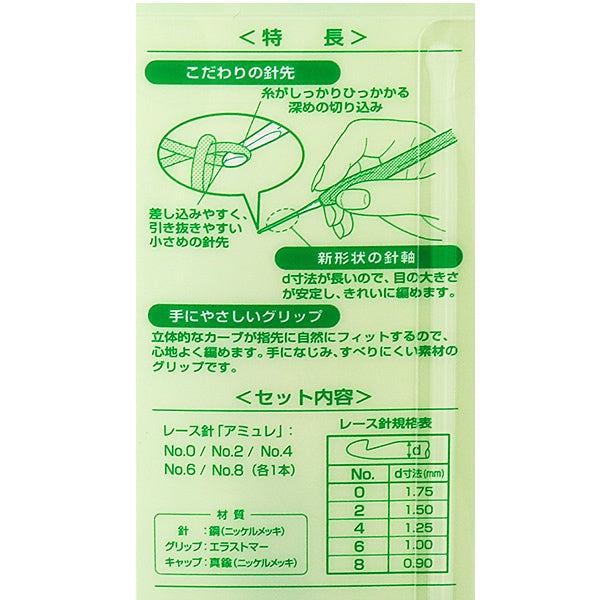 ＜特　長＞
こだわりの針先
糸がしっかりひっかかる
深めの切り込み
差し込みやすく、
引き抜きやすい
小さめの針先
新形状の針軸
d寸法が長いので、目の大きさ
が安定し、きれいに編めます。
手にやさしいグリップ
立体的なカーブが指先に自然にフィットするので、
心地よく編めます。手になじみ、すべりにくい素材の
グリップです。
＜セット内容＞
レース針「アミュレ」：
No.0 / No.2 / No.4
No.6 / No.8（各1本）
材質
針　：鋼(ニッケルメッキ)
グリップ：エラストマー
キャップ：真鍮(ニッケルメッキ)
レース針規格表
d
No.　d寸法(mm)
0　1.75
2　1.50
4　1.25
6　1.00
8　0.90